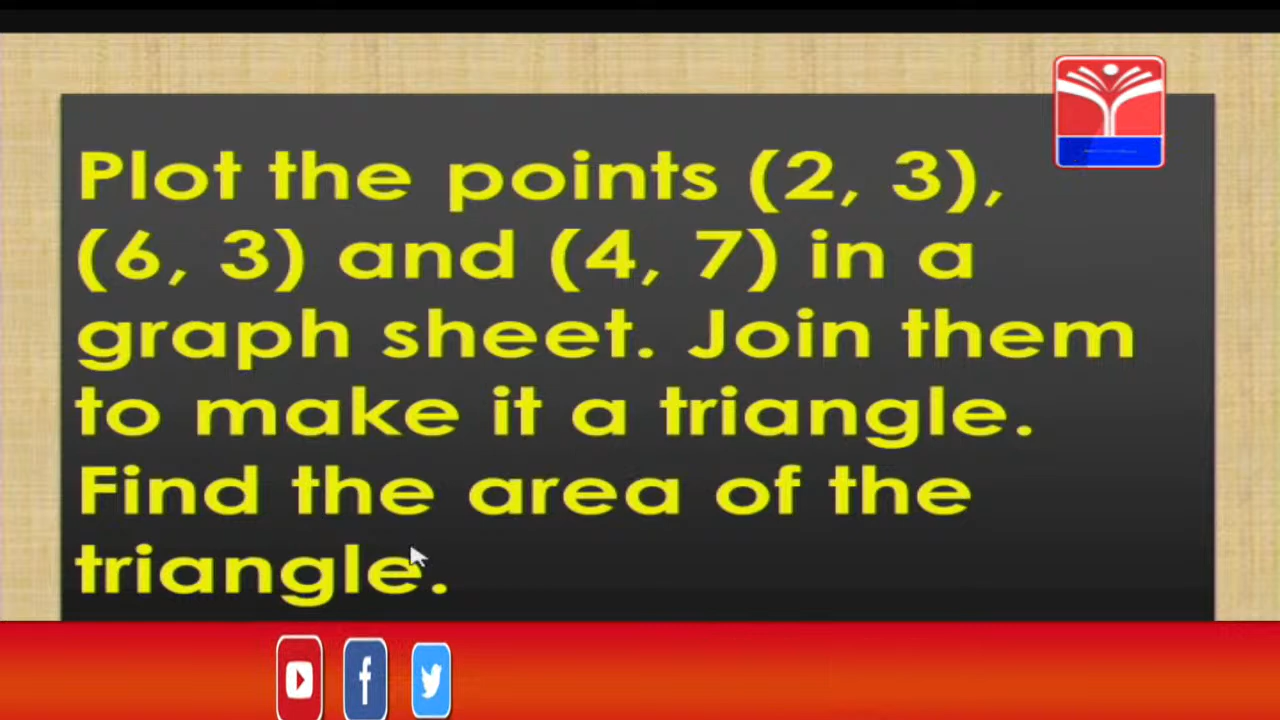 Plot the points (2, 3),
(6, 3) and (4, 7) in a
graph sheet. Join them
to make it a triangle.
Find the area of the
triangle.